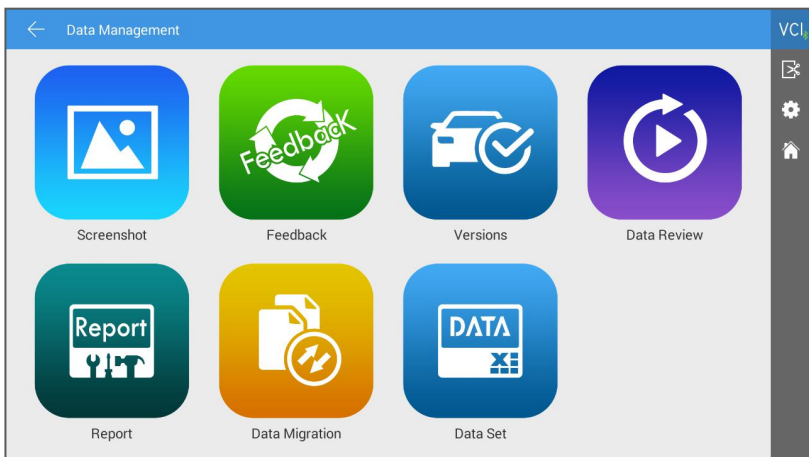 Data Management
VCI
Feedback
Screenshot
Feedback
Versions
Data Review
Report
DATA
Report
Data Migration
Data Set